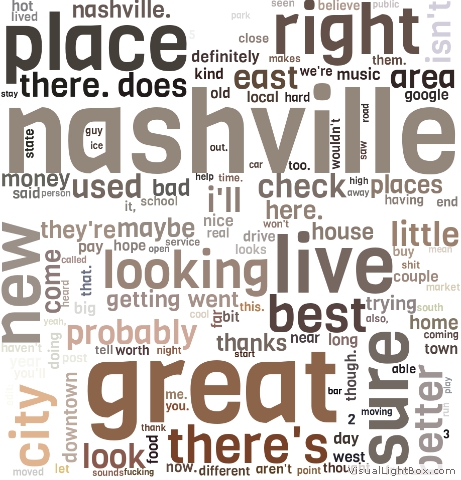 hot
lived
nashville.
seen
believe
public
park
place
right
isn't
close
definitely
makes
them.
there. does
kind
east
we're
music
area
stay
old
local
hard
google
nashville
state
guy
ice
out.
car
too.
wouldn't
saw
road
money
used
bad
help
time.
check
high
away
places
said
person
it,
school
i'll
having
end
nice
real
here.
they're
maybe
won't
house
little
new
come
called
heard
that.
pay
hope
open
service
drive
looks
live
buy
mean
shit
couple
market
looking
big
getting
went
this.
best
trying
south
cool
far
bit
also,
home
yeah,
probably
coming
town
haven't
doing
tell
worth
night
thanks
near
long
start
year
you'll
post
great
though.
sure
able
city
downtown
me.
you.
bar
2
moving
better
run
play
3
thank
there's
day
west
food
look
moved
let
sounds
fucking
now.
different
aren't
point
VisualLightBox.com